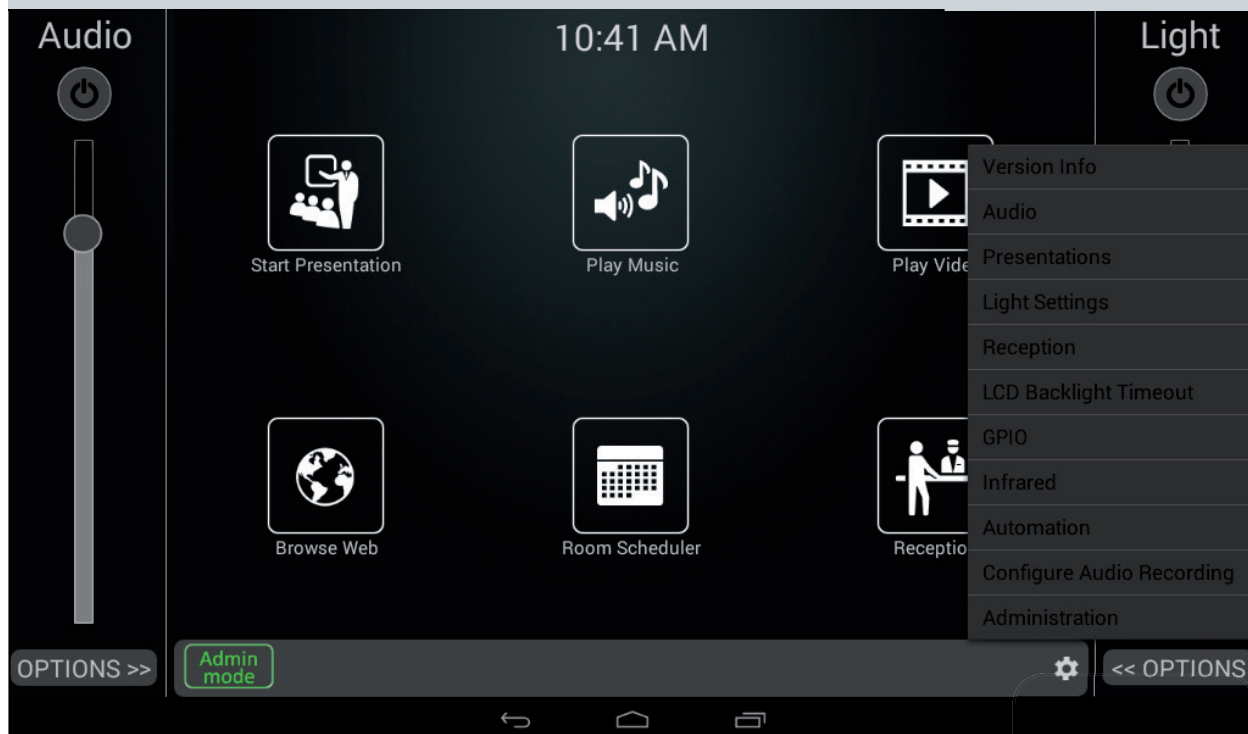 Audio
10:41 AM
Light
Start Presentation
Play Music
Play Vide
Version Info
Audio
Presentations
Light Settings
Reception
LCD Backlight Timeout
GPIO
Infrared
Automation
Configure Audio Recording
Administration
Browse Web
Room Scheduler
Receptio
OPTIONS >>
Admin
mode
<< OPTIONS